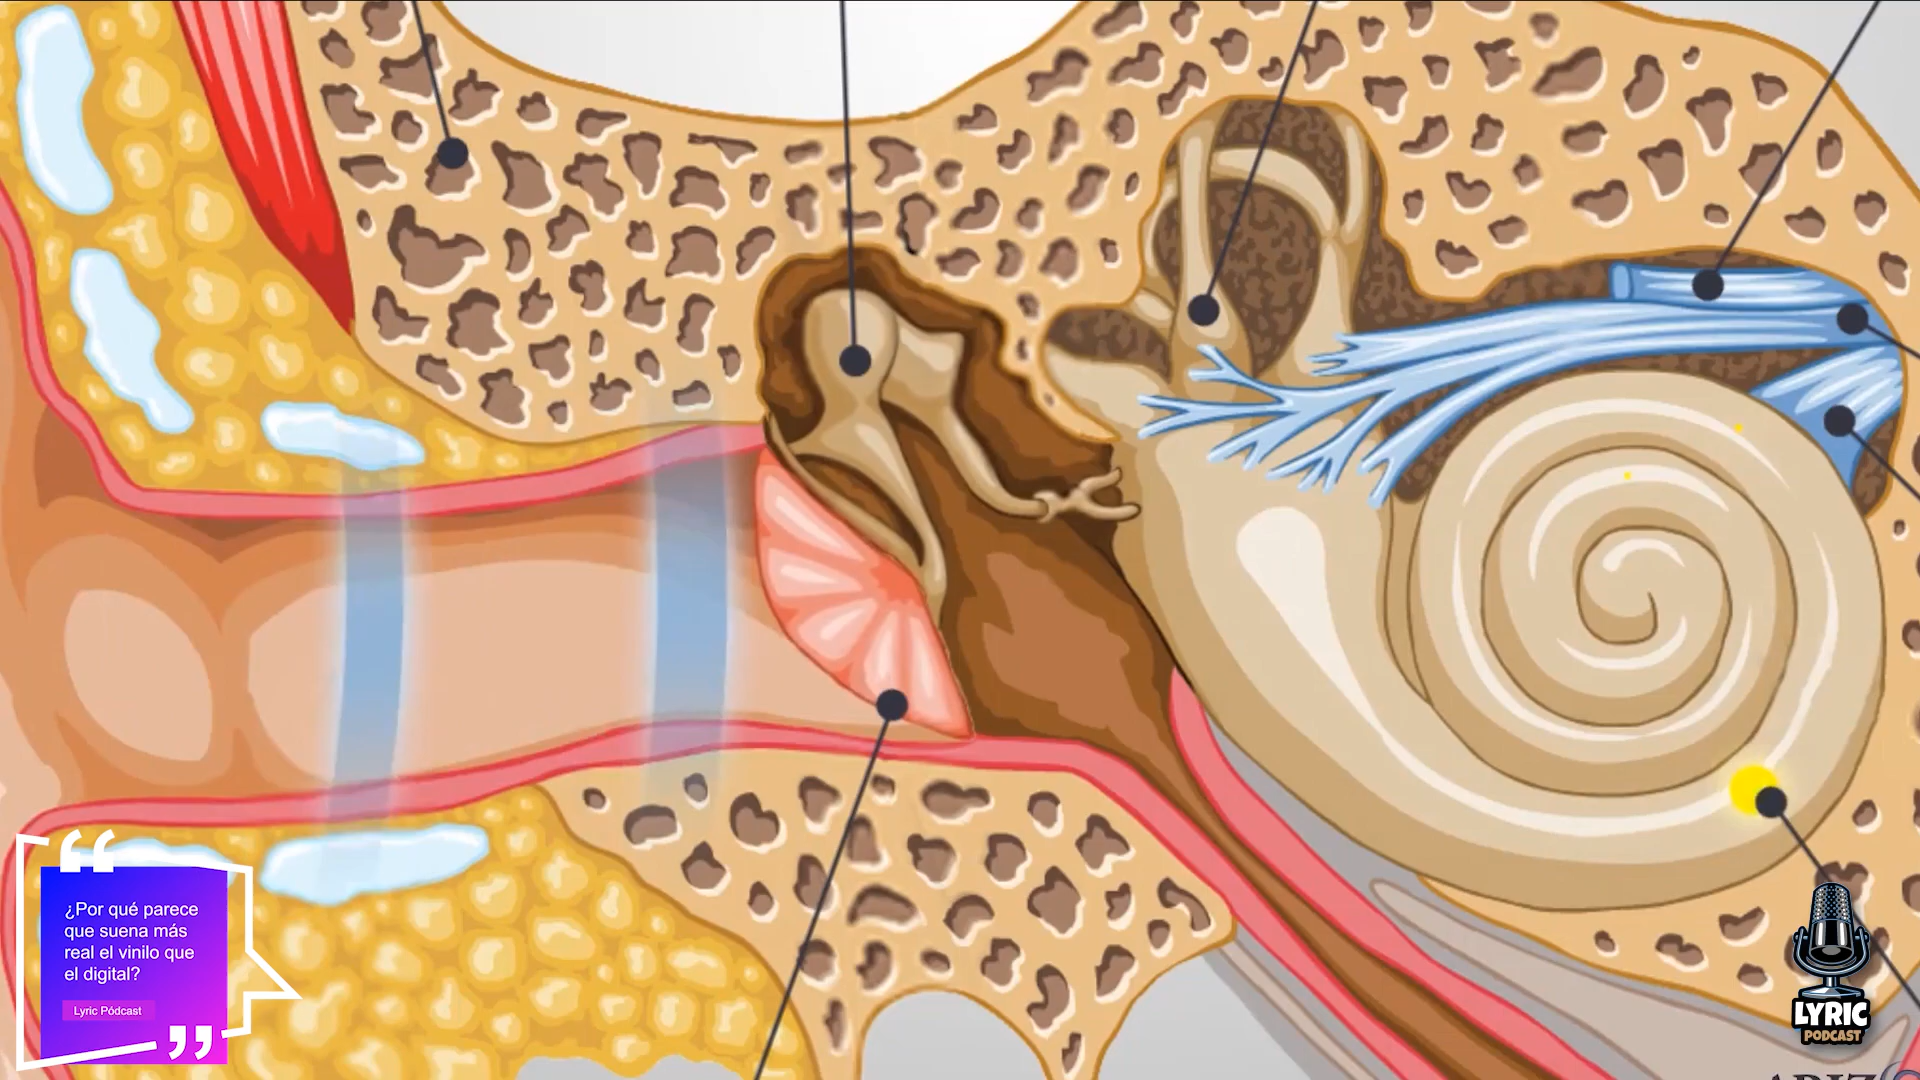 ¿Por qué parece
que suena más
real el vinilo que
el digital?
Lyric Pódcast
LYRIC
PODCAST